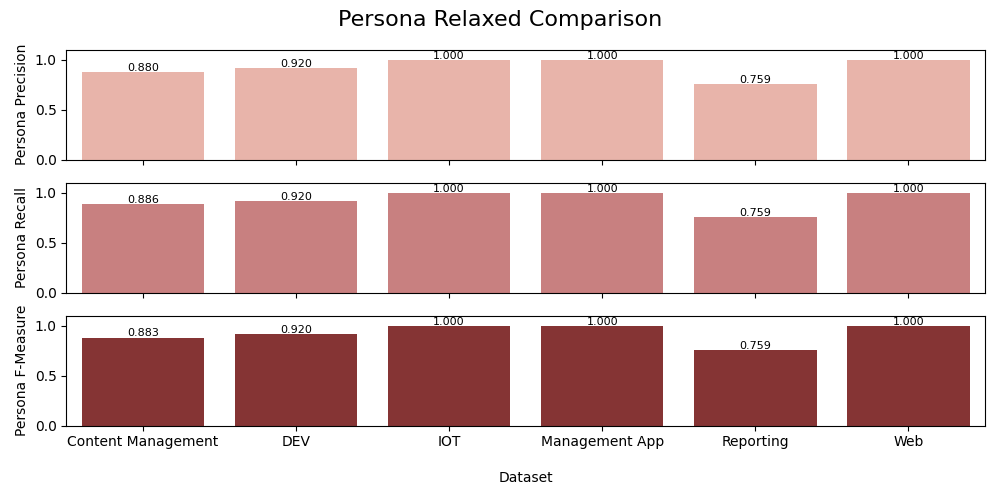 Persona Relaxed Comparison
Persona Precision
1.0
0.5
0.0
0.880
0.920
1.000
1.000
0.759
1.000
Persona Recall
1.0
0.5
0.0
0.886
0.920
1.000
1.000
0.759
1.000
Persona F-Measure
1.0
0.5
0.0
0.883
0.920
1.000
1.000
0.759
1.000
Content Management
DEV
IOT
Management App
Reporting
Web
Dataset